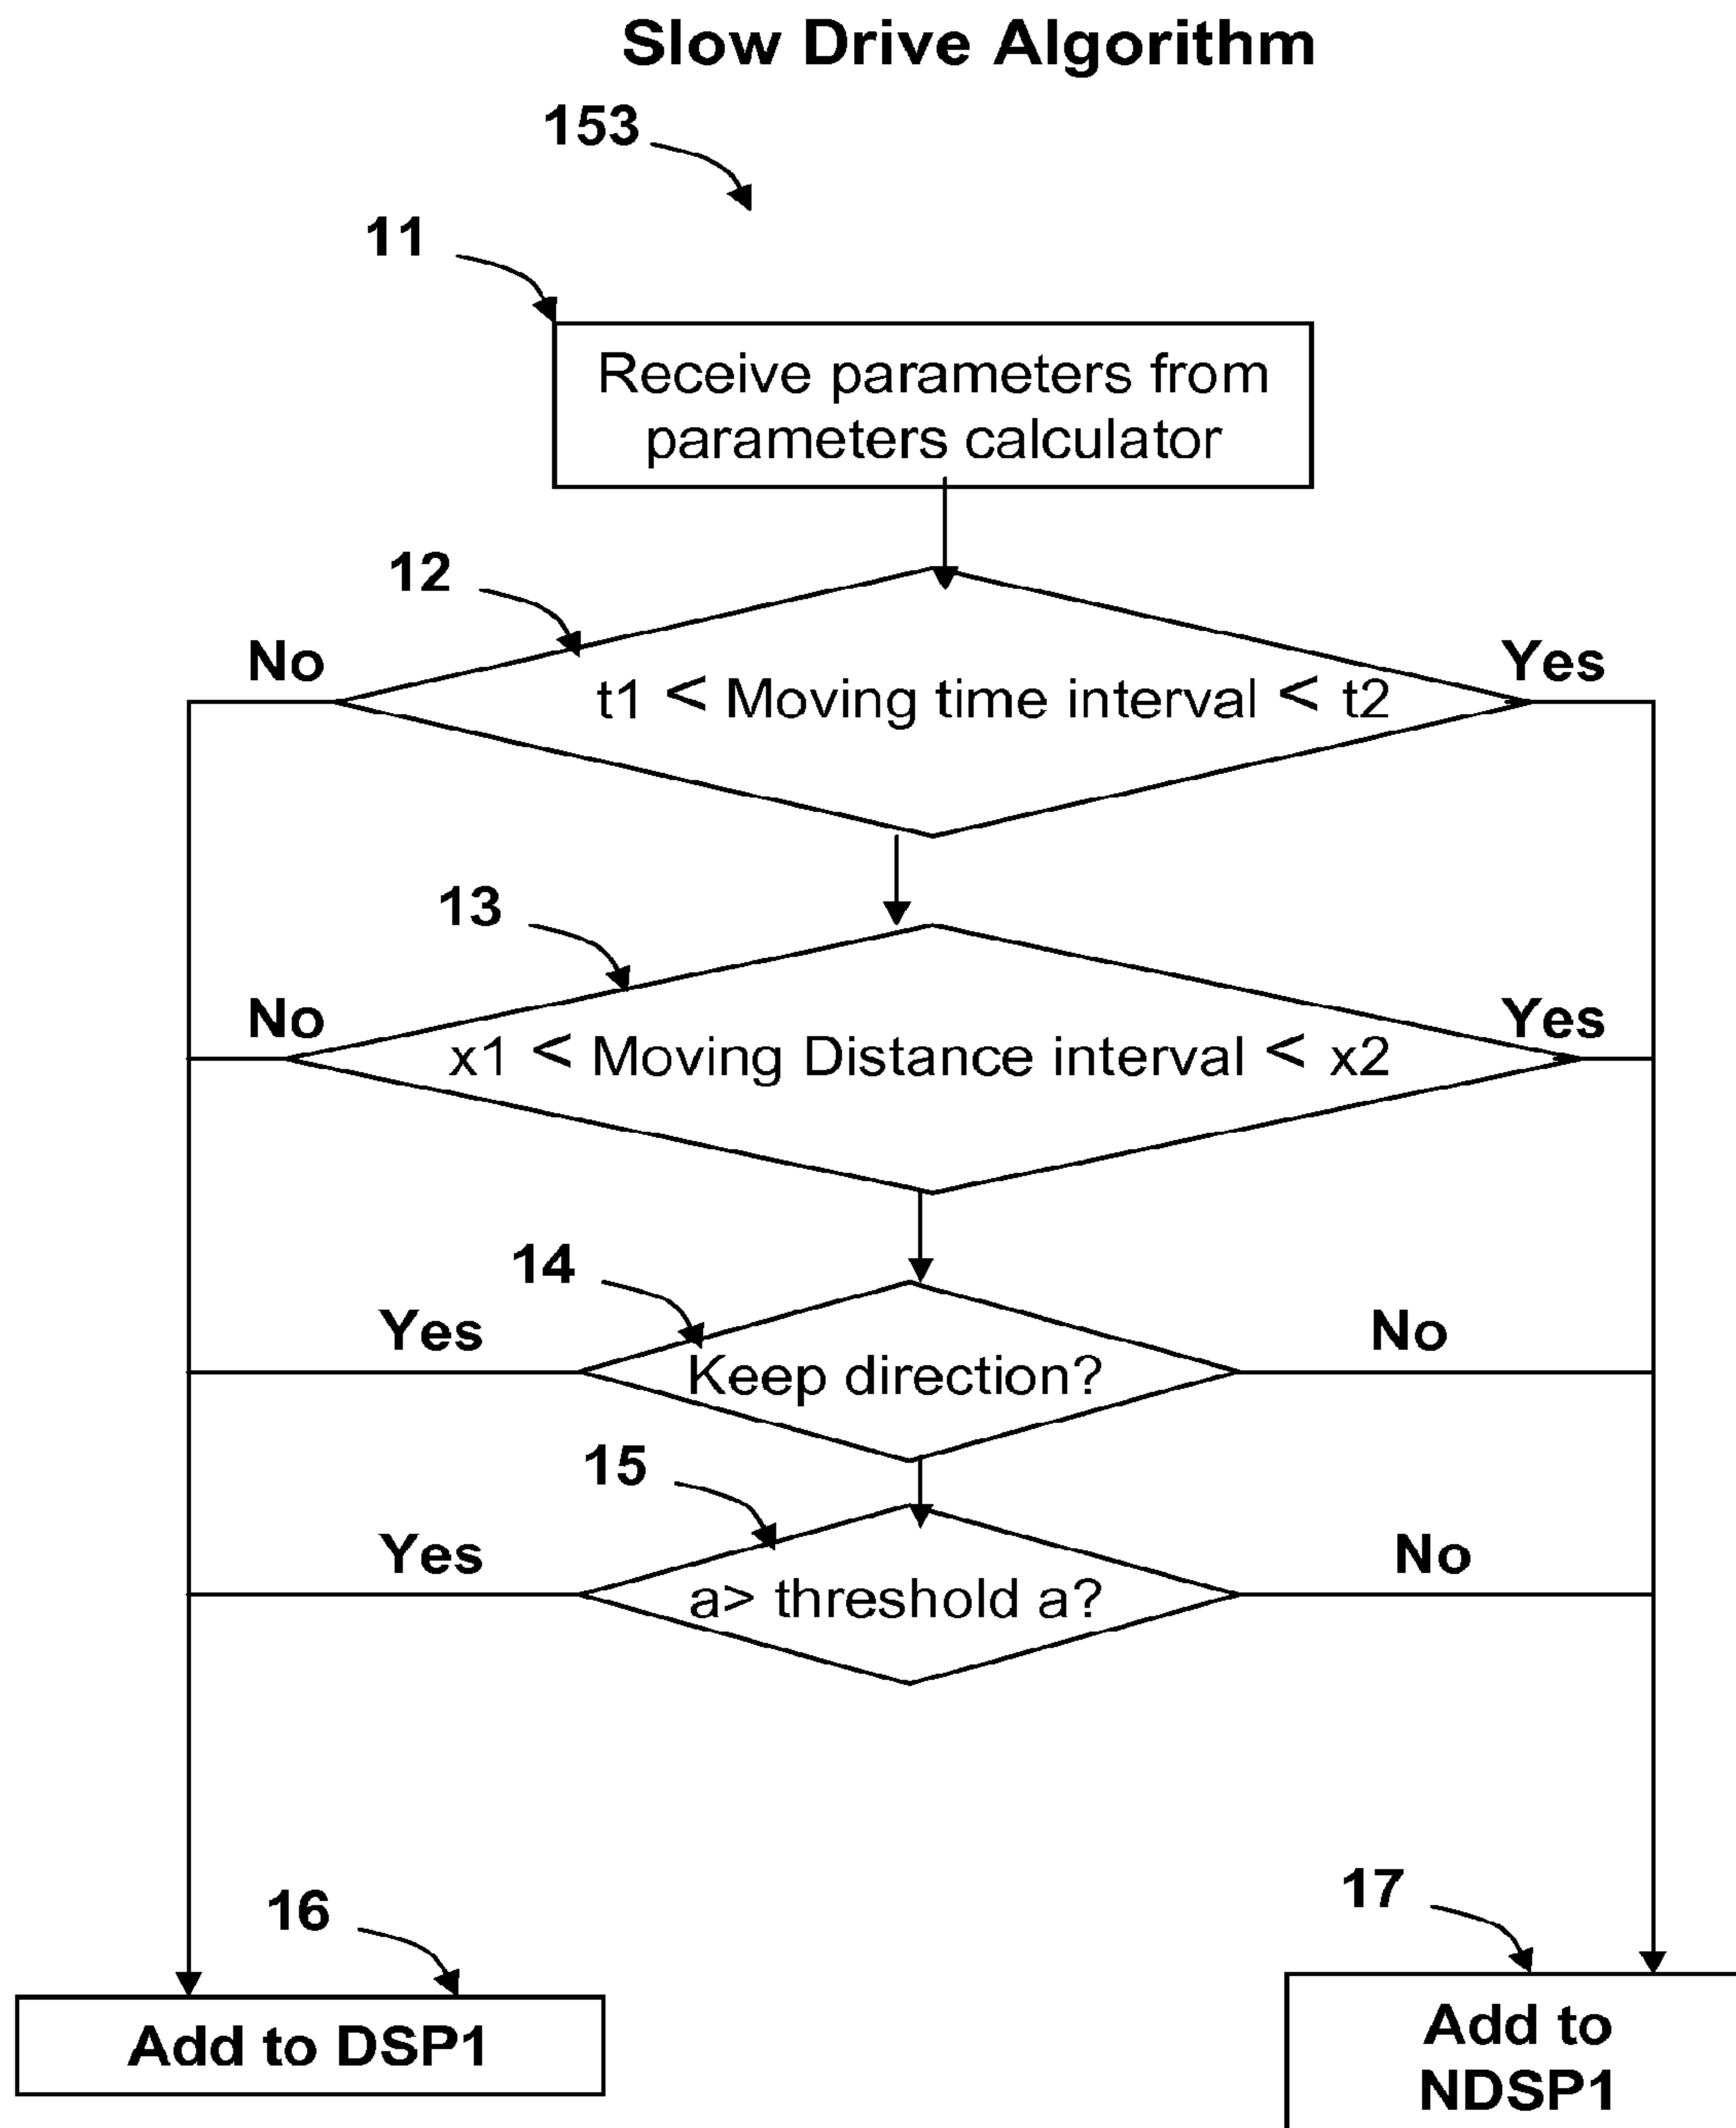 Slow Drive Algorithm
153
11
Receive parameters from
parameters calculator
12
No
Yes
t1 < Moving time interval < t2
13
No
Yes
x1 < Moving Distance interval < x2
14
Yes
No
Keep direction?
15
Yes
No
a> threshold a?
16
17
Add to DSP1
Add to
NDSP1